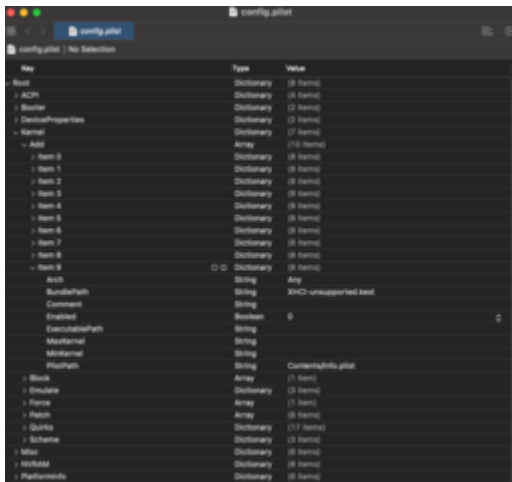 config.plist
config.plist
config.plist 〉 No Selection
Key Type Value
Root Dictionary (8 items)
ACPI Dictionary (4 items)
Booter Dictionary (2 items)
DeviceProperties Dictionary (2 items)
Kernel Dictionary (7 items)
Add Array (10 items)
Item 0 Dictionary (8 items)
Item 1 Dictionary (8 items)
Item 2 Dictionary (8 items)
Item 3 Dictionary (8 items)
Item 4 Dictionary (8 items)
Item 5 Dictionary (8 items)
Item 6 Dictionary (8 items)
Item 7 Dictionary (8 items)
Item 8 Dictionary (8 items)
Item 9 Dictionary (8 items)
Arch String Any
BundlePath String XHCI-unsupported.kext
Comment String
Enabled Boolean 0
ExecutablePath String
MaxKernel String
MinKernel String
PlistPath String Contents/Info.plist
Block Array (1 item)
Emulate Dictionary (3 items)
Force Array (1 item)
Patch Array (6 items)
Quirks Dictionary (17 items)
Scheme Dictionary (3 items)
Misc Dictionary (6 items)
NVRAM Dictionary (6 items)
PlatformInfo Dictionary (8 items)